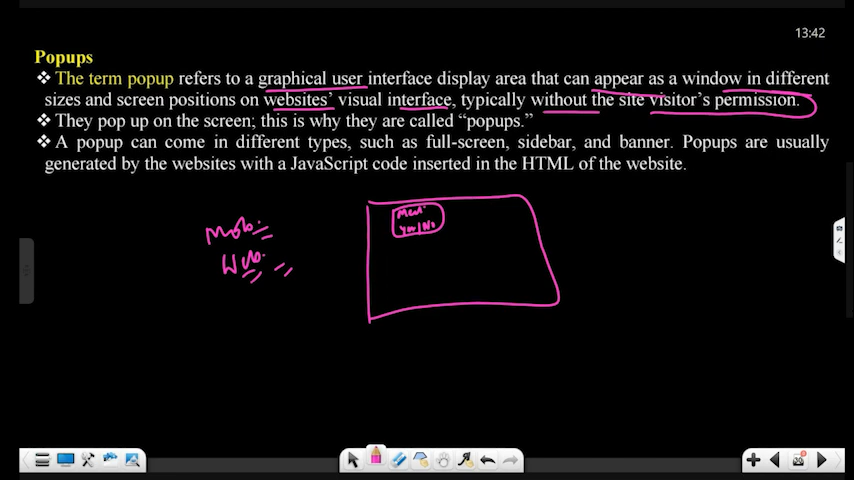 13:42
Popups
❖ The term popup refers to a graphical user interface display area that can appear as a window in different
sizes and screen positions on websites’ visual interface, typically without the site visitor’s permission.
❖ They pop up on the screen; this is why they are called “popups.”
❖ A popup can come in different types, such as full-screen, sidebar, and banner. Popups are usually
generated by the websites with a JavaScript code inserted in the HTML of the website.
Mob.
Web.